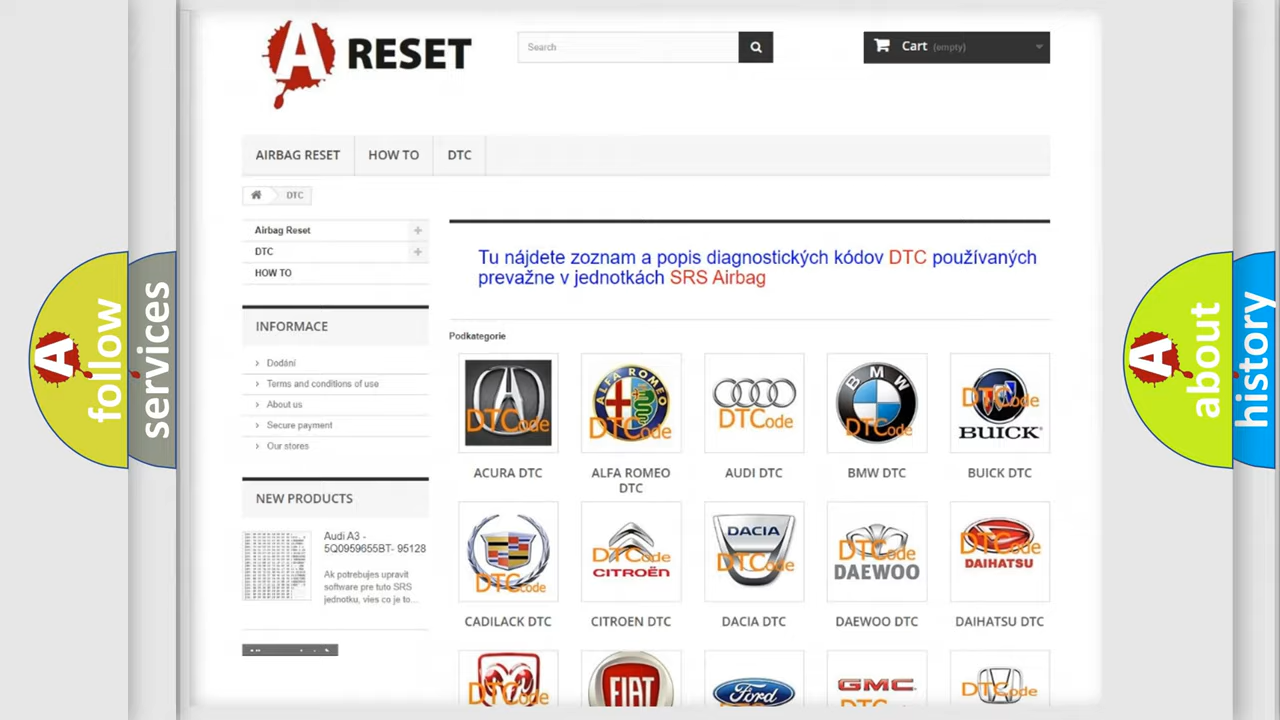 A RESET
Search
Cart (empty)
AIRBAG RESET
HOW TO
DTC
DTC
Airbag Reset
DTC
HOW TO
Tu nájdete zoznam a popis diagnostických kódov DTC používaných
prevažne v jednotkách SRS Airbag
INFORMACE
Dodání
Terms and conditions of use
About us
Secure payment
Our stores
NEW PRODUCTS
Audi A3 -
5Q0959655BT- 95128
Ak potrebujes upravit
software pre tuto SRS
jednotku, vies co je to...
Podkategorie
DTCode
ALFA ROMEO
DTCode
DTCode
BMW
DTCode
DTCode
BUICK
ACURA DTC
ALFA ROMEO
DTC
AUDI DTC
BMW DTC
BUICK DTC
DTCode
DTCode
CITROËN
DACIA
DTCode
DTCode
DAEWOO
DTCode
DAIHATSU
CADILACK DTC
CITROEN DTC
DACIA DTC
DAEWOO DTC
DAIHATSU DTC
DTCode
FIAT
Ford
GMC
DTCode
A follow
services
A about
history